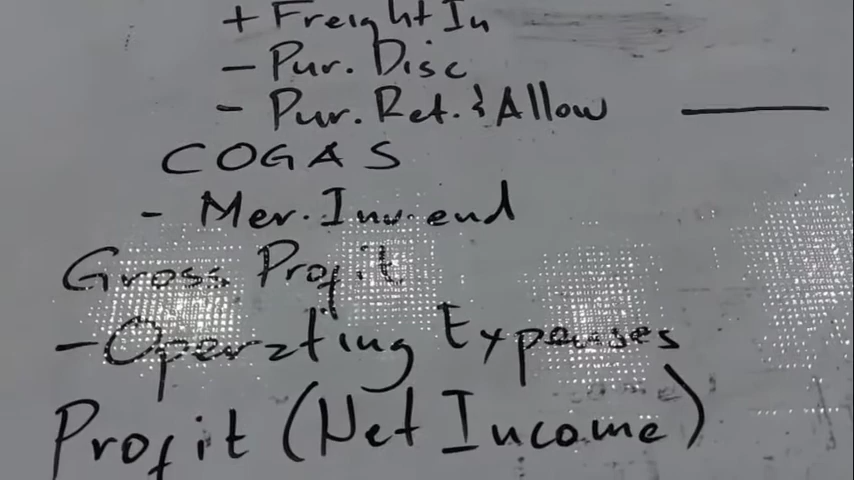 + Freight In
- Pur. Disc
- Pur. Ret. & Allow
COGAS
- Mer. Inv. end
Gross Profit
- Operating Expenses
Profit (Net Income)